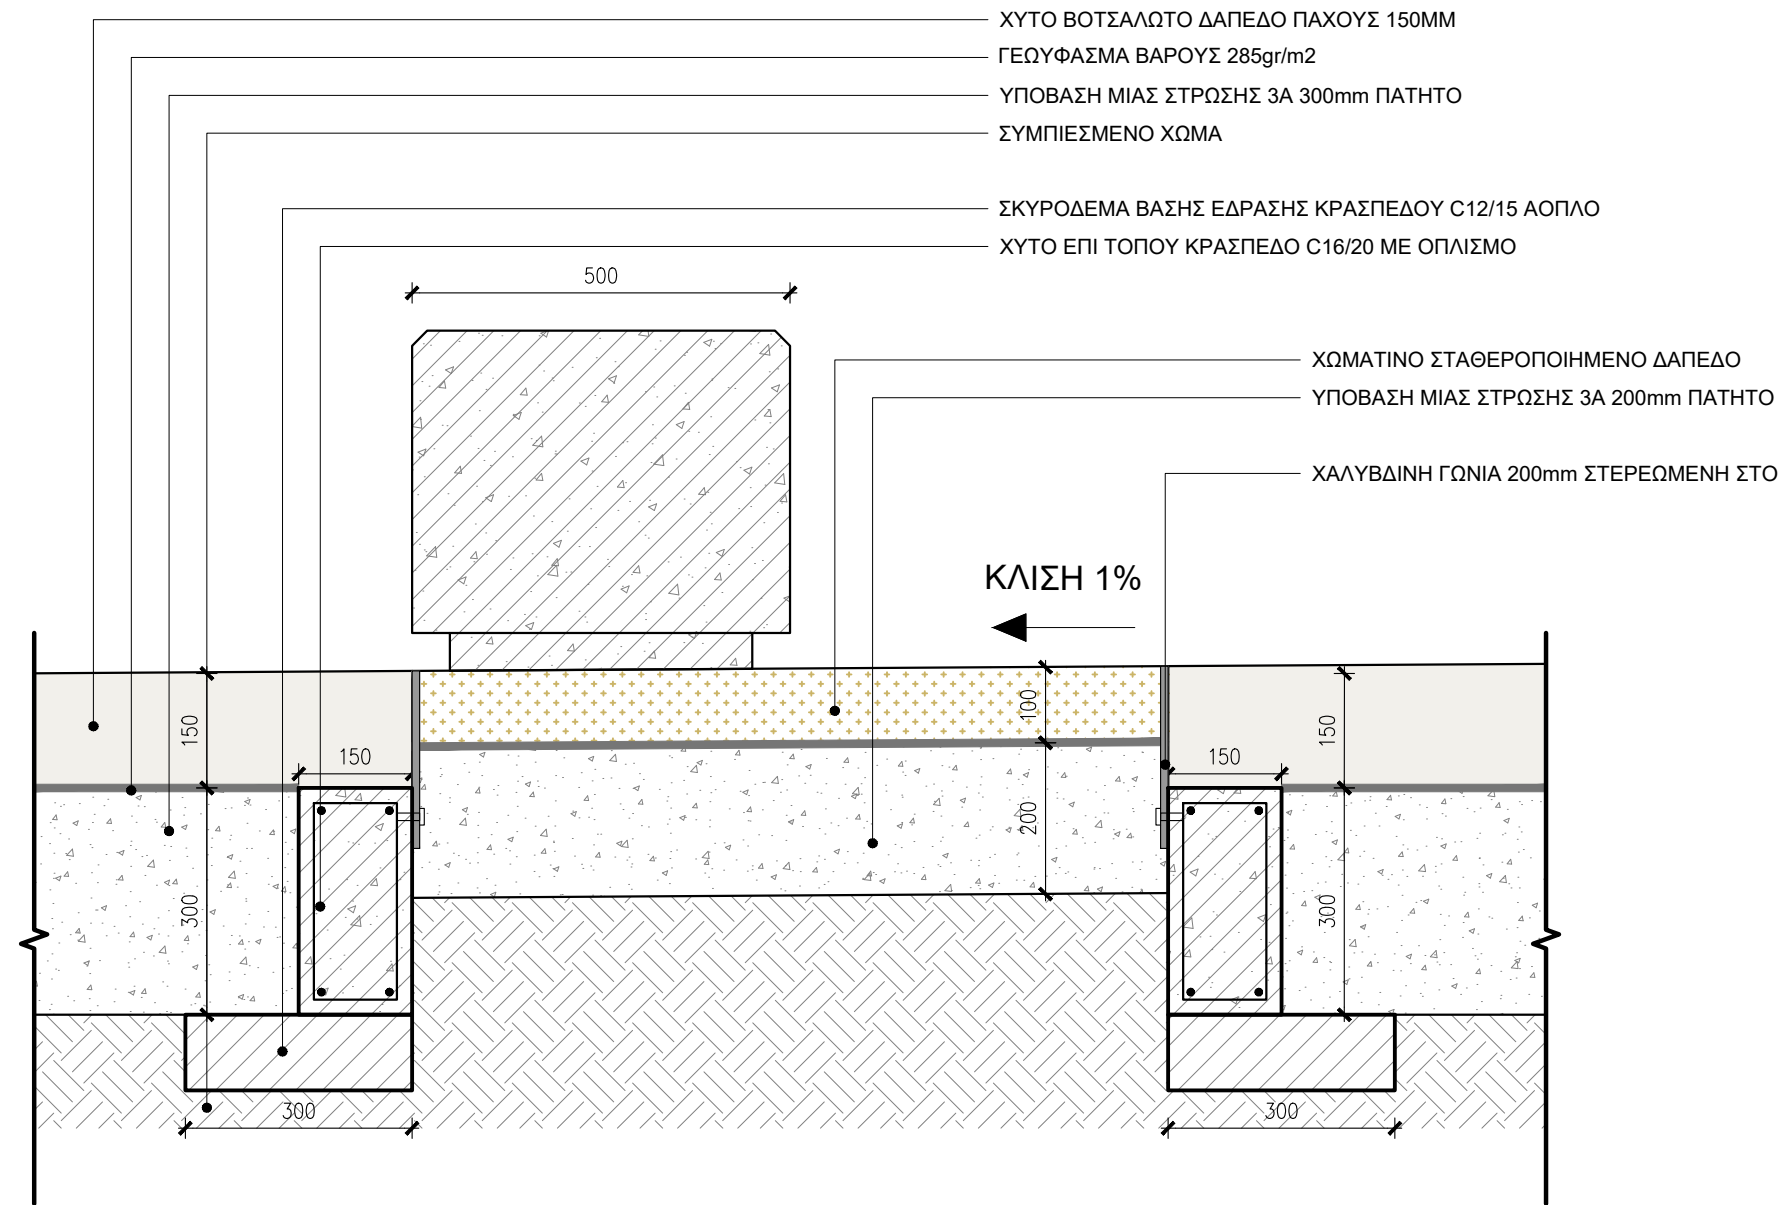 ΧΥΤΟ ΒΟΤΣΑΛΩΤΟ ΔΑΠΕΔΟ ΠΑΧΟΥΣ 150ΜΜ
ΓΕΩΥΦΑΣΜΑ ΒΑΡΟΥΣ 285gr/m2
ΥΠΟΒΑΣΗ ΜΙΑΣ ΣΤΡΩΣΗΣ 3Α 300mm ΠΑΤΗΤΟ
ΣΥΜΠΙΕΣΜΕΝΟ ΧΩΜΑ
ΣΚΥΡΟΔΕΜΑ ΒΑΣΗΣ ΕΔΡΑΣΗΣ ΚΡΑΣΠΕΔΟΥ C12/15 ΑΟΠΛΟ
ΧΥΤΟ ΕΠΙ ΤΟΠΟΥ ΚΡΑΣΠΕΔΟ C16/20 ΜΕ ΟΠΛΙΣΜΟ
500
ΧΩΜΑΤΙΝΟ ΣΤΑΘΕΡΟΠΟΙΗΜΕΝΟ ΔΑΠΕΔΟ
ΥΠΟΒΑΣΗ ΜΙΑΣ ΣΤΡΩΣΗΣ 3Α 200mm ΠΑΤΗΤΟ
ΧΑΛΥΒΔΙΝΗ ΓΩΝΙΑ 200mm ΣΤΕΡΕΩΜΕΝΗ ΣΤΟ
ΚΛΙΣΗ 1%
150
100
150
150
150
200
300
300
300
300